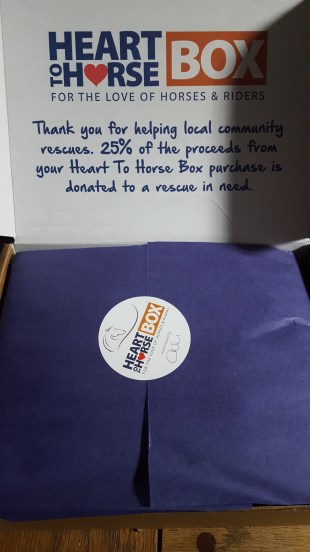 HEART
TO HORSE BOX
FOR THE LOVE OF HORSES & RIDERS
Thank you for helping local community
rescues. 25% of the proceeds from
your Heart To Horse Box purchase is
donated to a rescue in need.
HEART
TO HORSE BOX
FOR THE LOVE OF HORSES & RIDERS